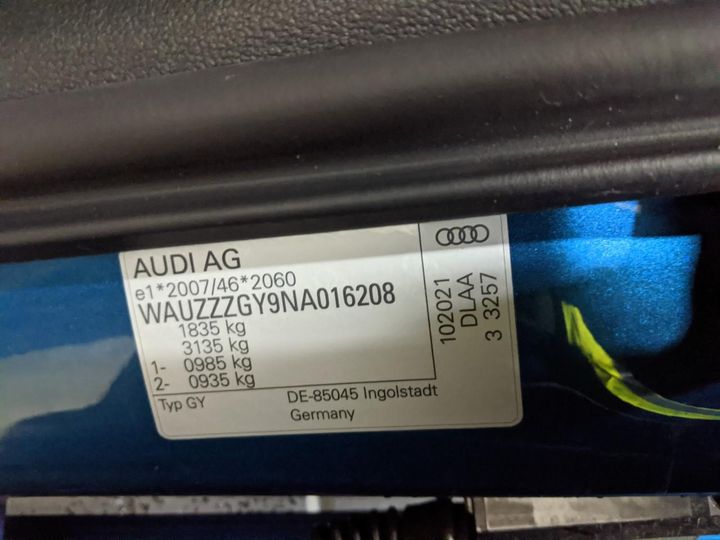 AUDI AG
e1*2007/46*2060
WAUZZZGY9NA016208
1835 kg
3135 kg
1- 0985 kg
2- 0935 kg
Typ GY
DE-85045 Ingolstadt
Germany
102021
DLAA
3 3257